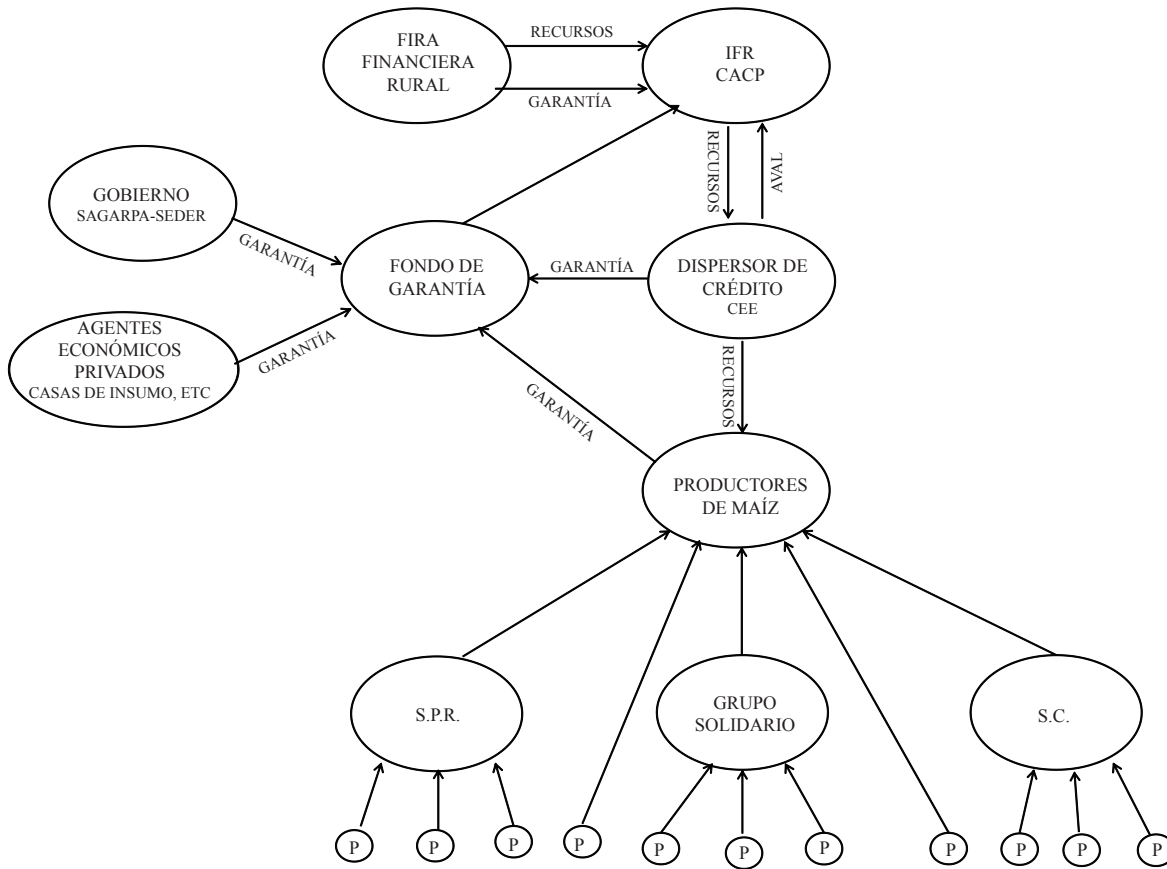 FIRA
FINANCIERA
RURAL
RECURSOS
GARANTÍA
IFR
CACP
RECURSOS
AVAL
GOBIERNO
SAGARPA-SEDER
GARANTÍA
FONDO DE
GARANTÍA
GARANTÍA
DISPERSOR DE
CRÉDITO
CEE
AGENTES
ECONÓMICOS
PRIVADOS
CASAS DE INSUMO, ETC
GARANTÍA
GARANTÍA
RECURSOS
PRODUCTORES
DE MAÍZ
S.P.R.
GRUPO
SOLIDARIO
S.C.
P
P
P
P
P
P
P
P
P
P
P